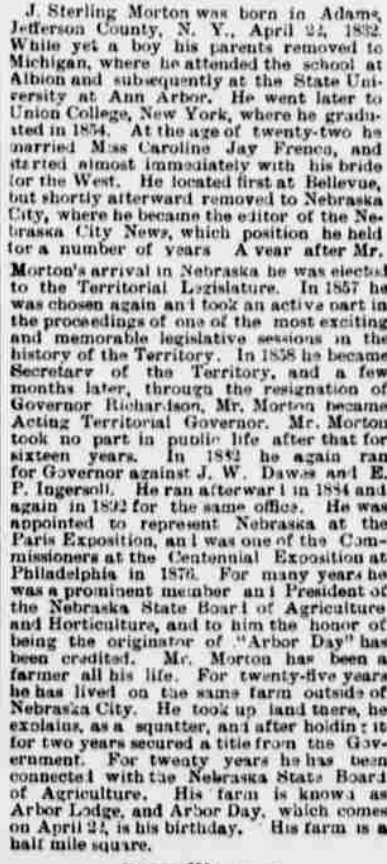 J. Sterling Morton was born in Adams,
Jefferson County, N. Y., April 22, 1832.
While yet a boy his parents removed to
Michigan, where he attended the school at
Albion and subsequently at the State Uni-
versity at Ann Arbor. He went later to
Union College, New York, where he gradu-
ated in 1854. At the age of twenty-two he
married Miss Caroline Jay Frenca, and
started almost immediately with his bride
for the West. He located first at Bellevue,
but shortly afterward removed to Nebraska
City, where he became the editor of the Ne-
braska City News, which position he held
for a number of years A year after Mr.
Morton's arrival in Nebraska he was elected
to the Territorial Legislature. In 1857 he
was chosen again and took an active part in
the proceedings of one of the most exciting
and memorable legislative sessions in the
history of the Territory. In 1858 he became
Secretary of the Territory, and a few
months later, through the resignation of
Governor Richardson, Mr. Morton became
Acting Territorial Governor. Mr. Morton
took no part in public life after that for
sixteen years. In 1882 he again ran
for Governor against J. W. Dawes and E.
P. Ingersoll. He ran afterward in 1884 and
again in 1892 for the same office. He was
appointed to represent Nebraska at the
Paris Exposition, and was one of the Com-
missioners at the Centennial Exposition at
Philadelphia in 1876. For many years he
was a prominent member and President of
the Nebraska State Board of Agriculture
and Horticulture, and to him the honor of
being the originator of "Arbor Day" has
been credited. Mr. Morton has been a
farmer all his life. For twenty-five years
he has lived on the same farm outside of
Nebraska City. He took up land there, he
explains, as a squatter, and after holding it
for two years secured a title from the Gov-
ernment. For twenty years he has been
connected with the Nebraska State Board
of Agriculture. His farm is known as
Arbor Lodge, and Arbor Day, which comes
on April 22, is his birthday. His farm is a
half mile square.